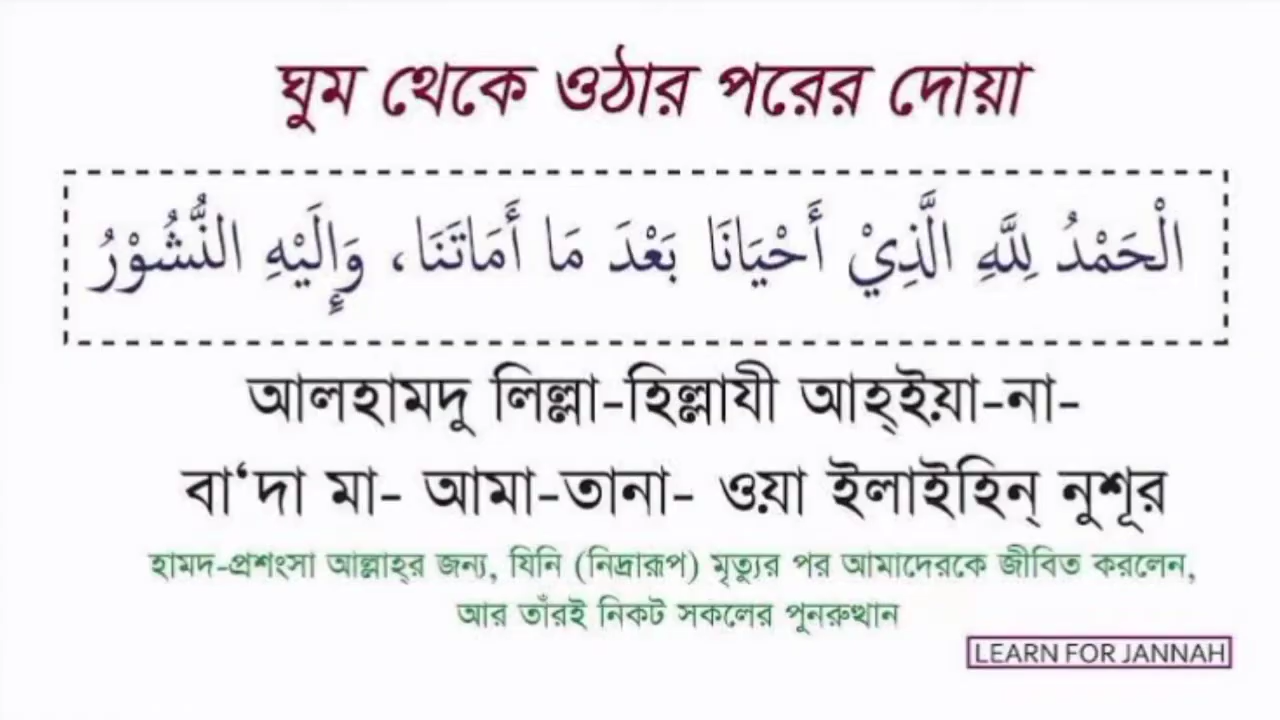 ঘুম থেকে ওঠার পরের দোয়া
الْحَمْدُ لِلَّهِ الَّذِيْ أَحْيَانَا بَعْدَ مَا أَمَاتَنَا، وَإِلَيْهِ النُّشُوْرُ
আলহামদু লিল্লা-হিল্লাযী আহ্ইয়া-না-
বা‘দা মা- আমা-তানা- ওয়া ইলাইহিন্ নুশূর
হামদ-প্রশংসা আল্লাহ্‌র জন্য, যিনি (নিদ্রারূপ) মৃত্যুর পর আমাদেরকে জীবিত করলেন,
আর তাঁরই নিকট সকলের পুনরুত্থান
LEARN FOR JANNAH